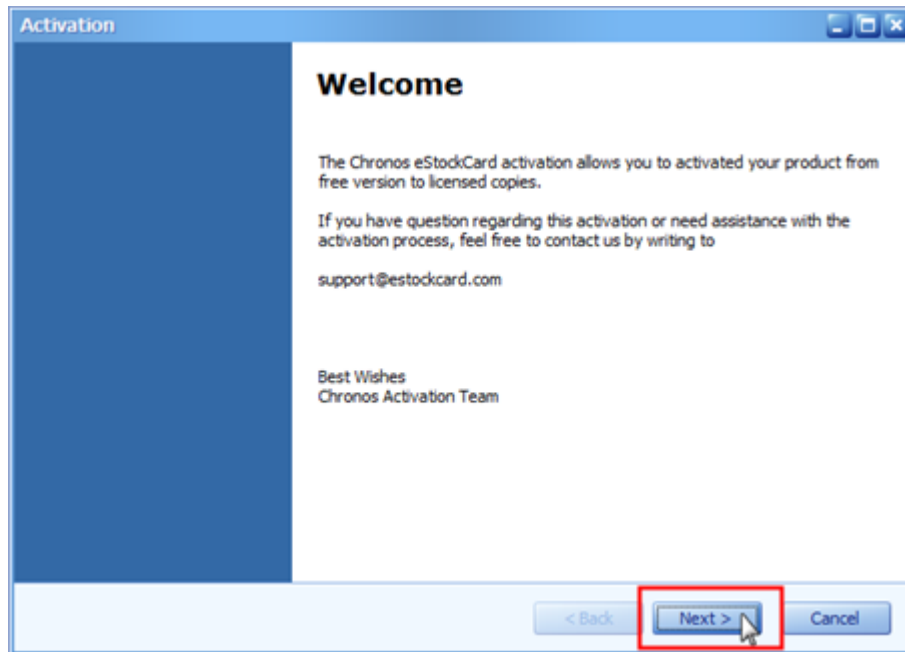 Activation
Welcome
The Chronos eStockCard activation allows you to activated your product from
free version to licensed copies.
If you have question regarding this activation or need assistance with the
activation process, feel free to contact us by writing to
support@estockcard.com
Best Wishes
Chronos Activation Team
< Back Next > Cancel